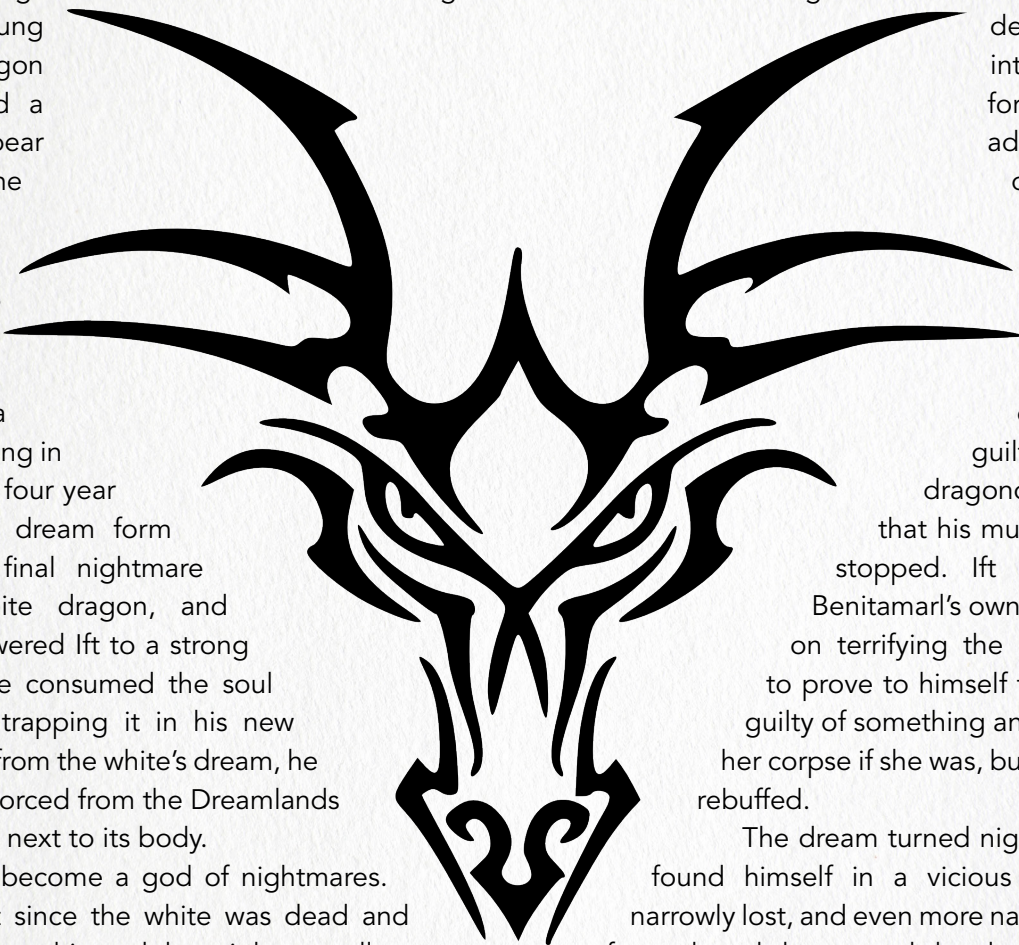 ung
gon
d a
ear
ne
a
ng in
four year
dream form
final nightmare
ite dragon, and
wered Ift to a strong
e consumed the soul
trapping it in his new
from the white's dream, he
orced from the Dreamlands
next to its body.
become a god of nightmares.
since the white was dead and
de
int
for
ad
guil
dragon
that his mu
stopped. Ift
Benitamarl's own
on terrifying the
to prove to himself
guilty of something an
her corpse if she was, bu
rebuffed.
The dream turned nig
found himself in a vicious
narrowly lost, and even more na